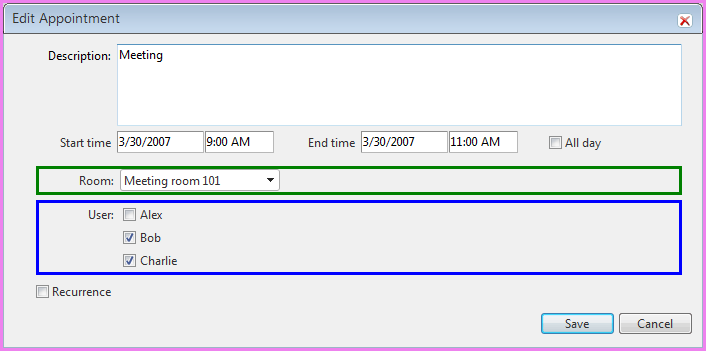 Edit Appointment
Description: Meeting
Start time 3/30/2007 9:00 AM End time 3/30/2007 11:00 AM All day
Room: Meeting room 101
User: Alex
Bob
Charlie
Recurrence
Save Cancel